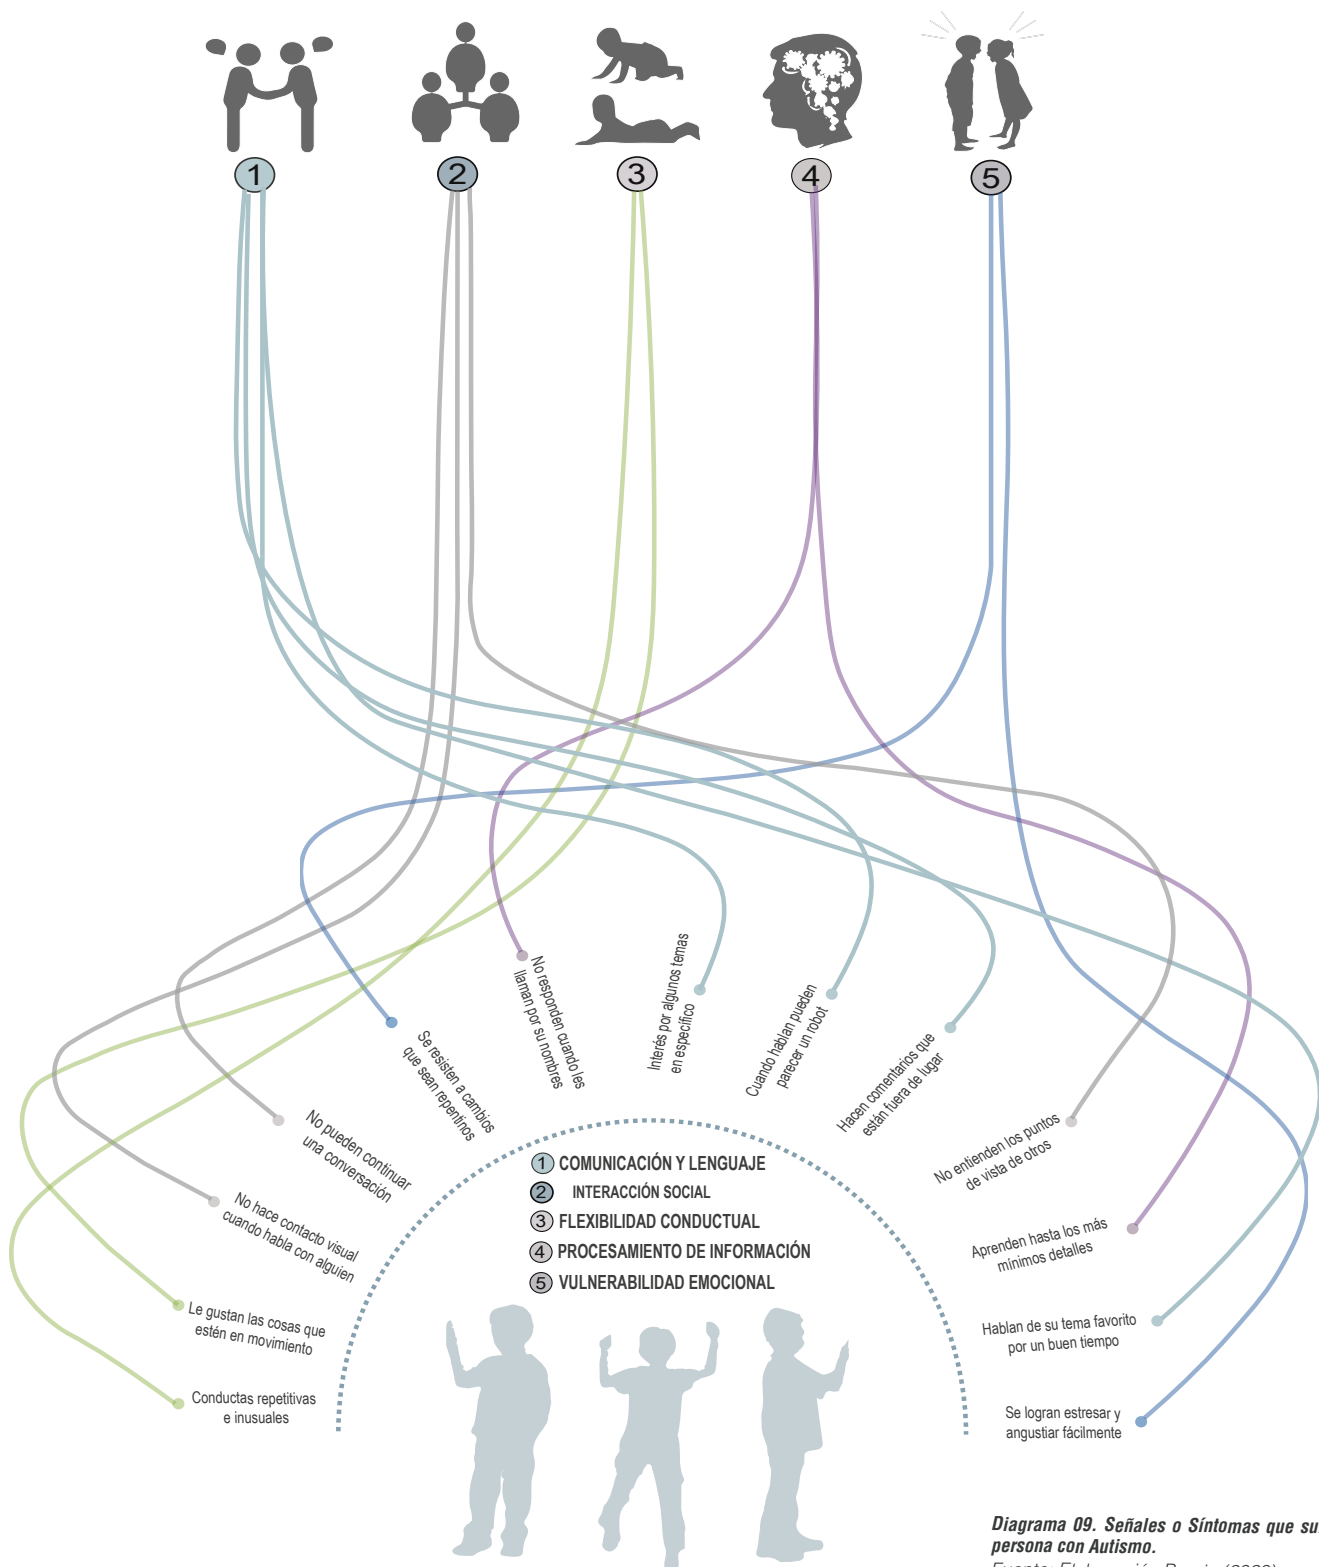 1
2
3
4
5
No responden cuando les
llaman por su nombres
Interés por algunos temas
en específico
Cuando hablan pueden
parecer un robot
Se resisten a cambios
que sean repentinos
Hacen comentarios que
están fuera de lugar
No pueden continuar
una conversación
No entienden los puntos
de vista de otros
1 COMUNICACIÓN Y LENGUAJE
2 INTERACCIÓN SOCIAL
3 FLEXIBILIDAD CONDUCTUAL
4 PROCESAMIENTO DE INFORMACIÓN
5 VULNERABILIDAD EMOCIONAL
No hace contacto visual
cuando habla con alguien
Aprenden hasta los más
mínimos detalles
Le gustan las cosas que
estén en movimiento
Hablan de su tema favorito
por un buen tiempo
Conductas repetitivas
e inusuales
Se logran estresar y
angustiar fácilmente
Diagrama 09. Señales o Síntomas que
persona con Autismo.